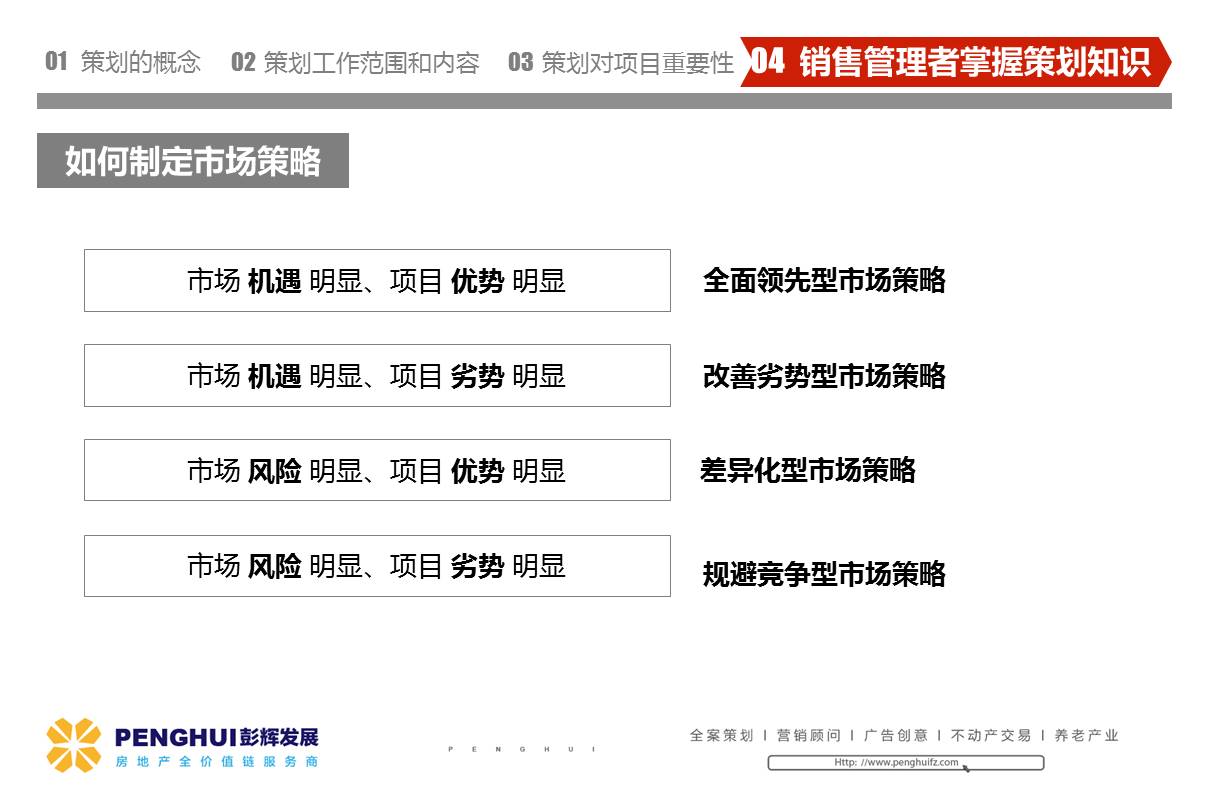 01 策划的概念 02 策划工作范围和内容 03 策划对项目重要性 04 销售管理者掌握策划知识
如何制定市场策略
市场 机遇 明显、项目 优势 明显 全面领先型市场策略
市场 机遇 明显、项目 劣势 明显 改善劣势型市场策略
市场 风险 明显、项目 优势 明显 差异化型市场策略
市场 风险 明显、项目 劣势 明显 规避竞争型市场策略
PENGHUI彭辉发展
房地产全价值链服务商
PENGHUI
全案策划 I 营销顾问 I 广告创意 I 不动产交易 I 养老产业
Http: //www.penghuifz.com